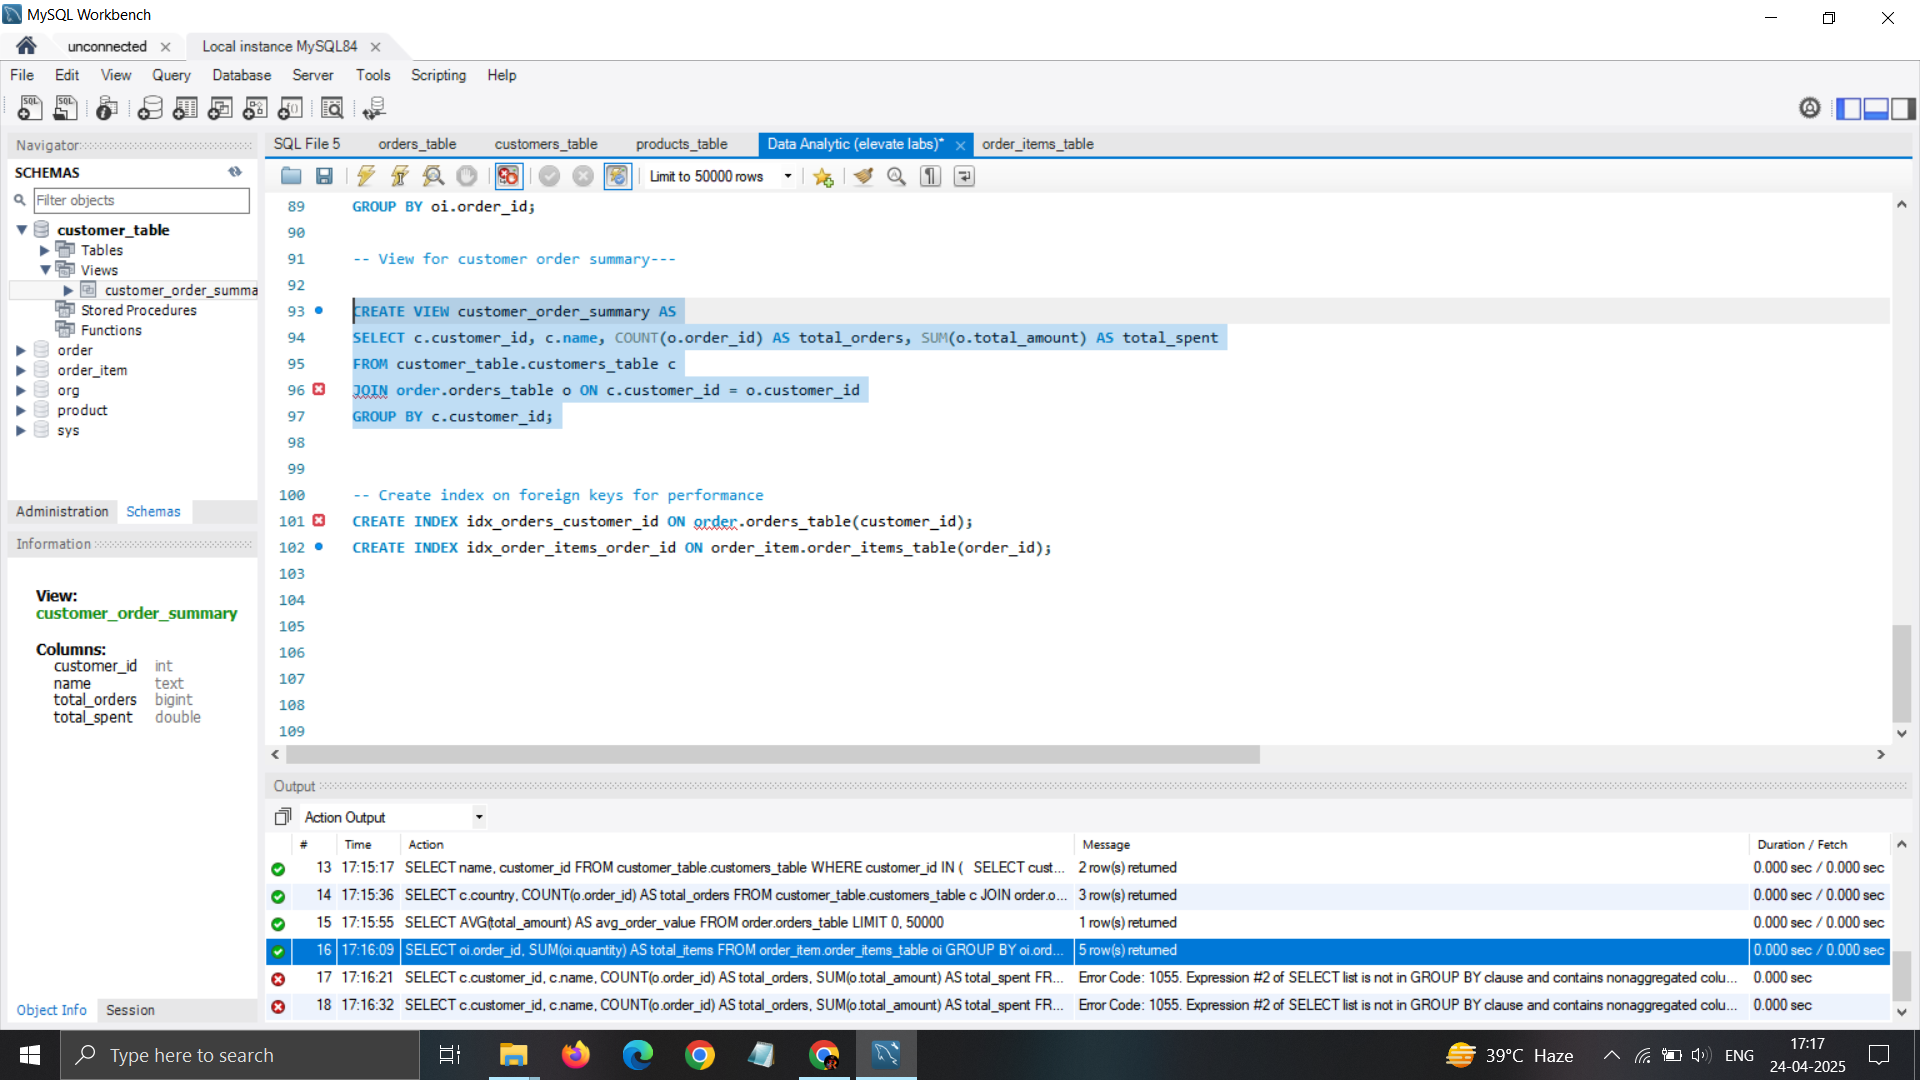 MySQL Workbench
unconnected
Local instance MySQL84
File Edit View Query Database Server Tools Scripting Help
Navigator
SCHEMAS
Filter objects
customer_table
Tables
Views
customer_order_summa
Stored Procedures
Functions
order
order_item
org
product
sys
Administration Schemas
Information
View:
customer_order_summary
Columns:
customer_id int
name text
total_orders bigint
total_spent double
Object Info Session
SQL File 5 orders_table customers_table products_table Data Analytic (elevate labs)* order_items_table
Limit to 50000 rows
89 GROUP BY oi.order_id;
90
91 -- View for customer order summary---
92
93 CREATE VIEW customer_order_summary AS
94 SELECT c.customer_id, c.name, COUNT(o.order_id) AS total_orders, SUM(o.total_amount) AS total_spent
95 FROM customer_table.customers_table c
96 JOIN order.orders_table o ON c.customer_id = o.customer_id
97 GROUP BY c.customer_id;
98
99
100 -- Create index on foreign keys for performance
101 CREATE INDEX idx_orders_customer_id ON order.orders_table(customer_id);
102 CREATE INDEX idx_order_items_order_id ON order_item.order_items_table(order_id);
103
104
105
106
107
108
109
Output
Action Output
# Time Action Message Duration / Fetch
13 17:15:17 SELECT name, customer_id FROM customer_table.customers_table WHERE customer_id IN ( SELECT cust... 2 row(s) returned 0.000 sec / 0.000 sec
14 17:15:36 SELECT c.country, COUNT(o.order_id) AS total_orders FROM customer_table.customers_table c JOIN order.o... 3 row(s) returned 0.000 sec / 0.000 sec
15 17:15:55 SELECT AVG(total_amount) AS avg_order_value FROM order.orders_table LIMIT 0, 50000 1 row(s) returned 0.000 sec / 0.000 sec
16 17:16:09 SELECT oi.order_id, SUM(oi.quantity) AS total_items FROM order_item.order_items_table oi GROUP BY oi.ord... 5 row(s) returned 0.000 sec / 0.000 sec
17 17:16:21 SELECT c.customer_id, c.name, COUNT(o.order_id) AS total_orders, SUM(o.total_amount) AS total_spent FR... Error Code: 1055. Expression #2 of SELECT list is not in GROUP BY clause and contains nonaggregated colu... 0.000 sec
18 17:16:32 SELECT c.customer_id, c.name, COUNT(o.order_id) AS total_orders, SUM(o.total_amount) AS total_spent FR... Error Code: 1055. Expression #2 of SELECT list is not in GROUP BY clause and contains nonaggregated colu... 0.000 sec
Type here to search
39°C Haze
ENG
17:17
24-04-2025